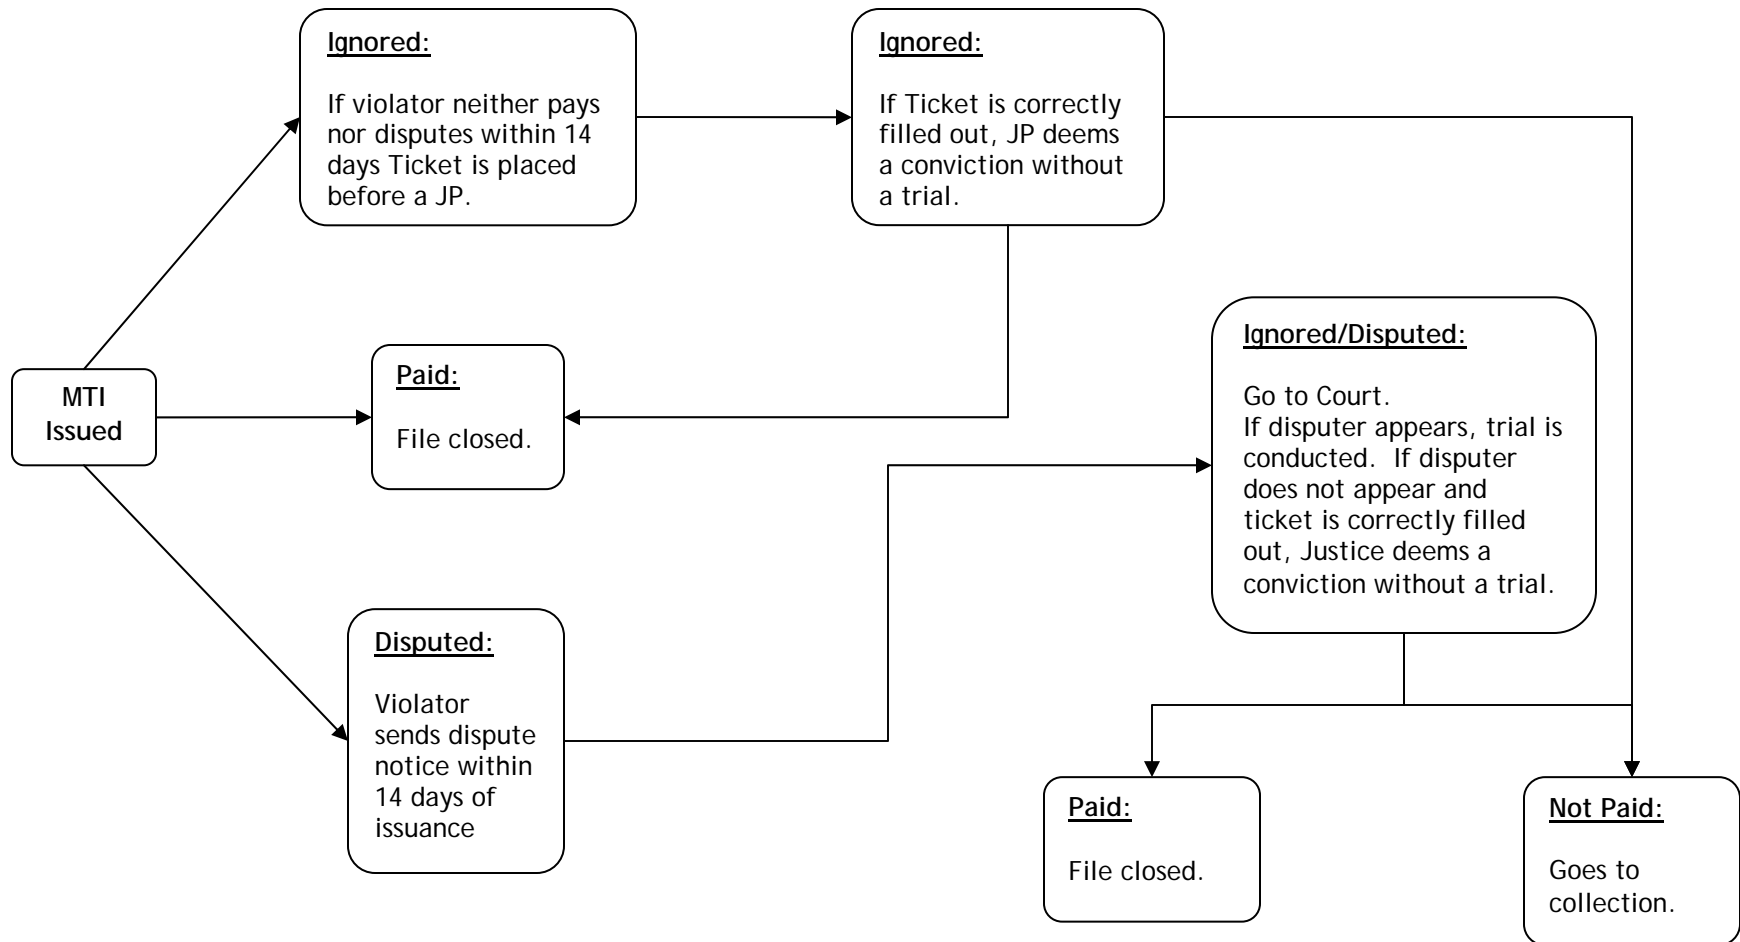 Ignored:
If violator neither pays
nor disputes within 14
days Ticket is placed
before a JP.
Ignored:
If Ticket is correctly
filled out, JP deems
a conviction without
a trial.
MTI
Issued
Paid:
File closed.
Ignored/Disputed:
Go to Court.
If disputer appears, trial is
conducted.  If disputer
does not appear and
ticket is correctly filled
out, Justice deems a
conviction without a trial.
Disputed:
Violator
sends dispute
notice within
14 days of
issuance
Paid:
File closed.
Not Paid:
Goes to
collection.